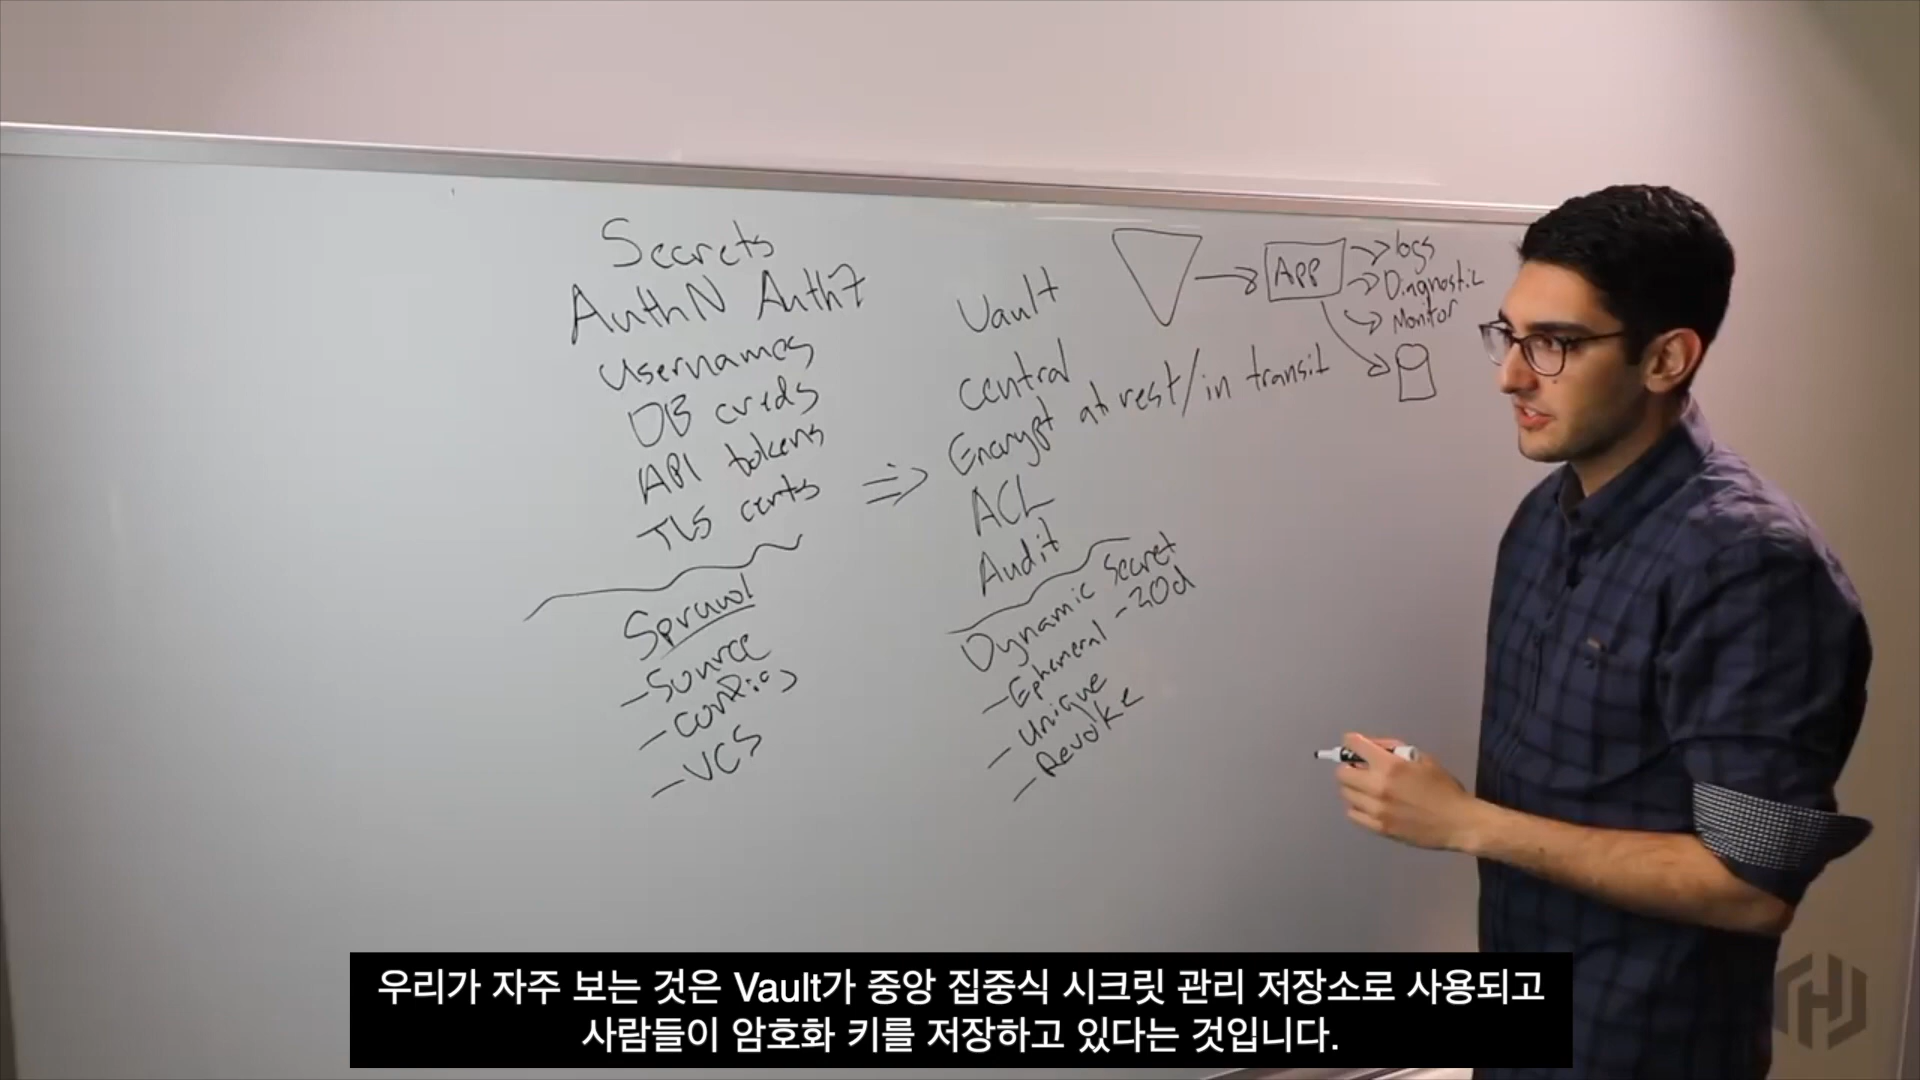 Secrets
AuthN AuthZ
Usernames
DB creds
API tokens
TLS certs
Sprawl
-Source
-Config
-VCS
⇒
Vault
central
Encrypt at rest/in transit
ACL
Audit
Dynamic Secret
-Ephemeral -30d
-Unique
-Revoke
App
logs
Diagnostic
Monitor
우리가 자주 보는 것은 Vault가 중앙 집중식 시크릿 관리 저장소로 사용되고
사람들이 암호화 키를 저장하고 있다는 것입니다.